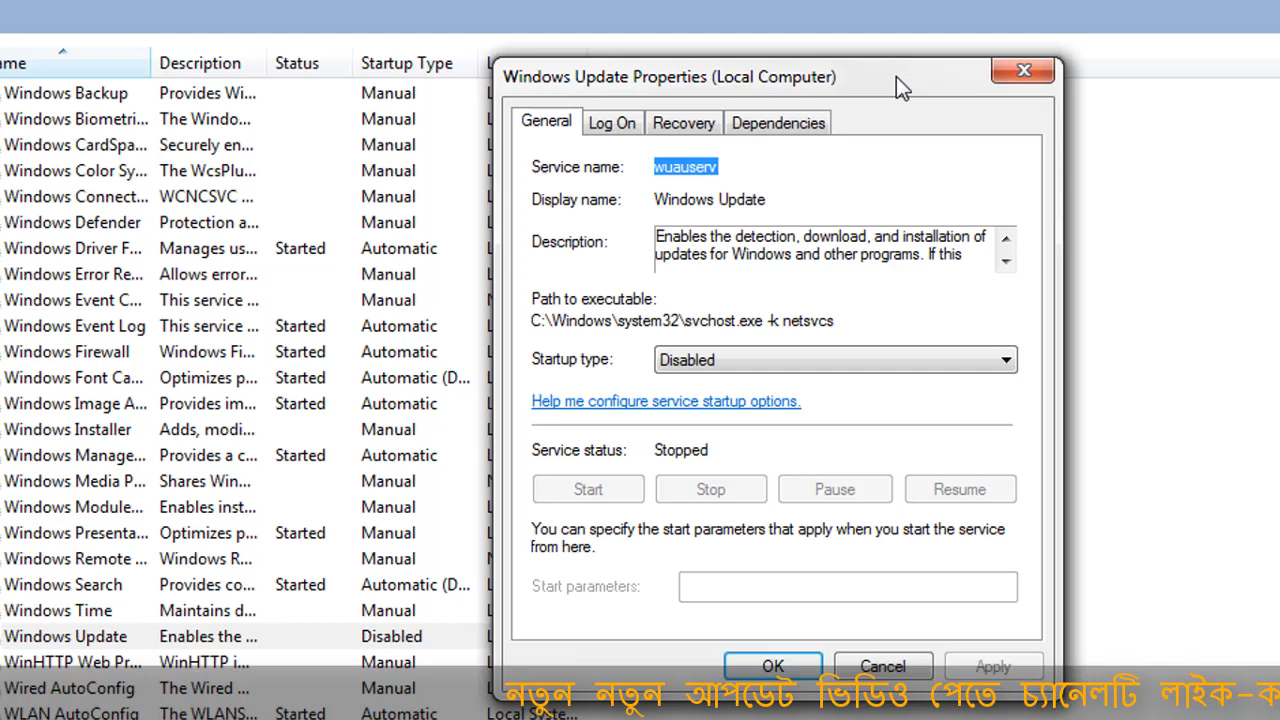 ame Description Status Startup Type L
Windows Backup Provides Wi... Manual
Windows Biometri... The Windo... Manual
Windows CardSpa... Securely en... Manual
Windows Color Sy... The WcsPlu... Manual
Windows Connect... WCNCSVC ... Manual
Windows Defender Protection a... Manual
Windows Driver F... Manages us... Started Automatic
Windows Error Re... Allows error... Manual
Windows Event C... This service ... Manual
Windows Event Log This service ... Started Automatic
Windows Firewall Windows Fi... Started Automatic
Windows Font Ca... Optimizes p... Started Automatic (D...
Windows Image A... Provides im... Started Automatic
Windows Installer Adds, modi... Manual
Windows Manage... Provides a c... Started Automatic
Windows Media P... Shares Win... Manual
Windows Module... Enables inst... Manual
Windows Presenta... Optimizes p... Started Manual
Windows Remote ... Windows R... Manual
Windows Search Provides co... Started Automatic (D...
Windows Time Maintains d... Manual
Windows Update Enables the ... Disabled
WinHTTP Web Pr... WinHTTP i... Manual
Wired AutoConfig The Wired ... Manual
WLAN AutoConfig The WLANS... Started Manual Local Syste...
Windows Update Properties (Local Computer)
General Log On Recovery Dependencies
Service name: wuauserv
Display name: Windows Update
Description: Enables the detection, download, and installation of
updates for Windows and other programs. If this
Path to executable:
C:\Windows\system32\svchost.exe -k netsvcs
Startup type: Disabled
Help me configure service startup options.
Service status: Stopped
Start Stop Pause Resume
You can specify the start parameters that apply when you start the service
from here.
Start parameters:
OK Cancel Apply
নতুন নতুন আপডেট ভিডিও পেতে চ্যানেলটি লাইক-ক